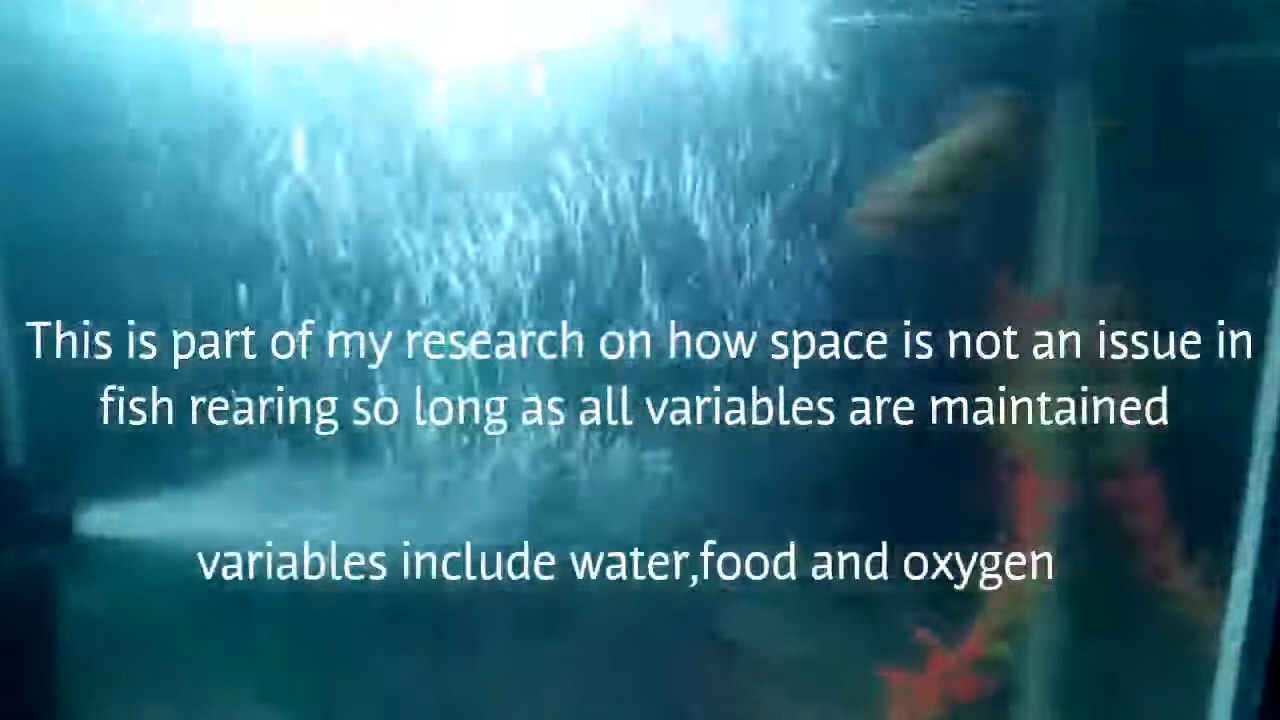 This is part of my research on how space is not an issue in
fish rearing so long as all variables are maintained
variables include water,food and oxygen